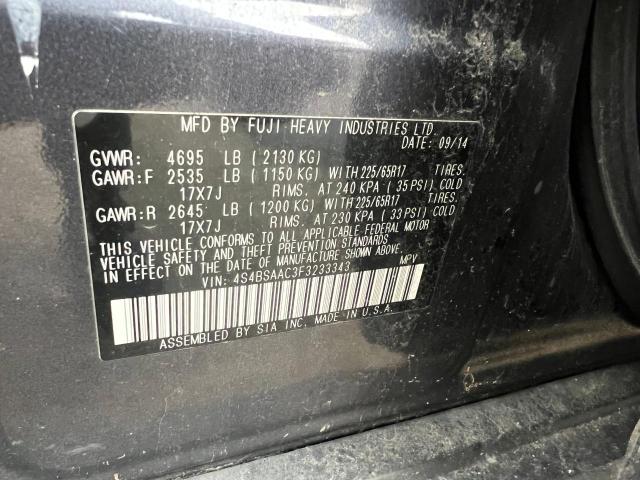 MFD BY FUJI HEAVY INDUSTRIES LTD.
DATE: 09/14
GVWR: 4695 LB (2130 KG)
GAWR:F 2535 LB (1150 KG) WITH 225/65R17 TIRES.
17X7J RIMS. AT 240 KPA (35 PSI) COLD
GAWR:R 2645 LB (1200 KG) WITH 225/65R17 TIRES.
17X7J RIMS. AT 230 KPA (33 PSI) COLD
THIS VEHICLE CONFORMS TO ALL APPLICABLE FEDERAL MOTOR
VEHICLE SAFETY AND THEFT PREVENTION STANDARDS
IN EFFECT ON THE DATE OF MANUFACTURE SHOWN ABOVE.
VIN: 4S4BSAAC3F3233343 MPV
ASSEMBLED BY SIA INC. MADE IN U.S.A.